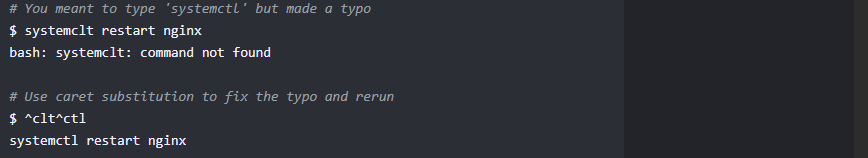 # You meant to type 'systemctl' but made a typo
$ systemclt restart nginx
bash: systemclt: command not found
# Use caret substitution to fix the typo and rerun
$ ^clt^ctl
systemctl restart nginx